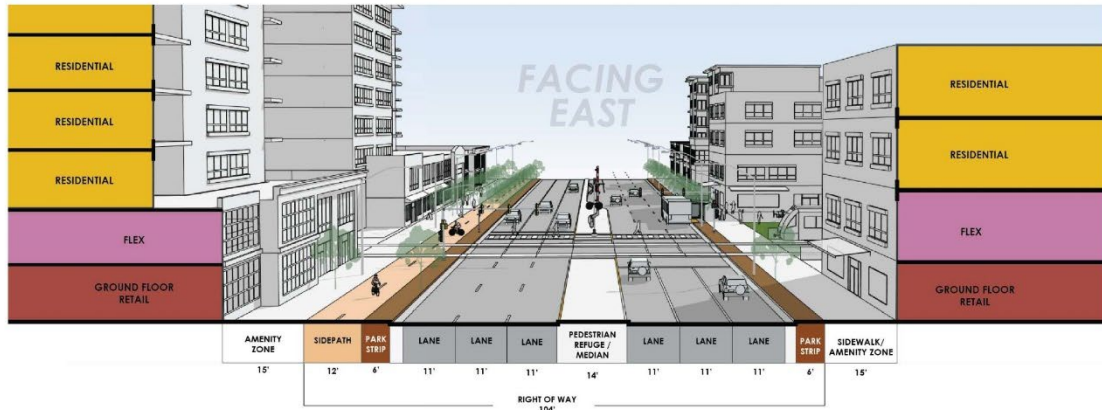 FACING
EAST
RESIDENTIAL
RESIDENTIAL
RESIDENTIAL
FLEX
GROUND FLOOR
RETAIL
RESIDENTIAL
RESIDENTIAL
FLEX
GROUND FLOOR
RETAIL
AMENITY
ZONE
SIDEPATH
PARK
STRIP
LANE
LANE
LANE
PEDESTRIAN
REFUGE /
MEDIAN
LANE
LANE
LANE
PARK
STRIP
SIDEWALK/
AMENITY ZONE
15'
12'
6'
11'
11'
11'
14'
11'
11'
11'
6'
15'
RIGHT OF WAY
104'